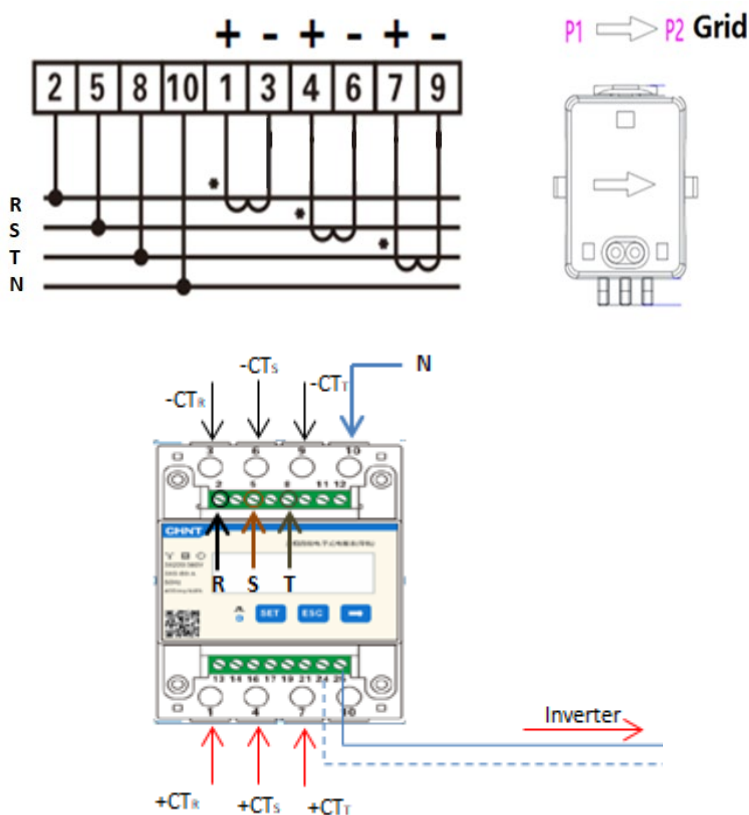 + - + - + -
P1 P2 Grid
2 5 8 10 1 3 4 6 7 9
R
S
T
N
-CTs
N
-CTT
-CTR
3 6 9 10
2 5 8 11 12
CHNT
R S T
SET ESC
13 14 16 17 19 21 24 25
1 4 7 10
Inverter
+CTR +CTs +CTT